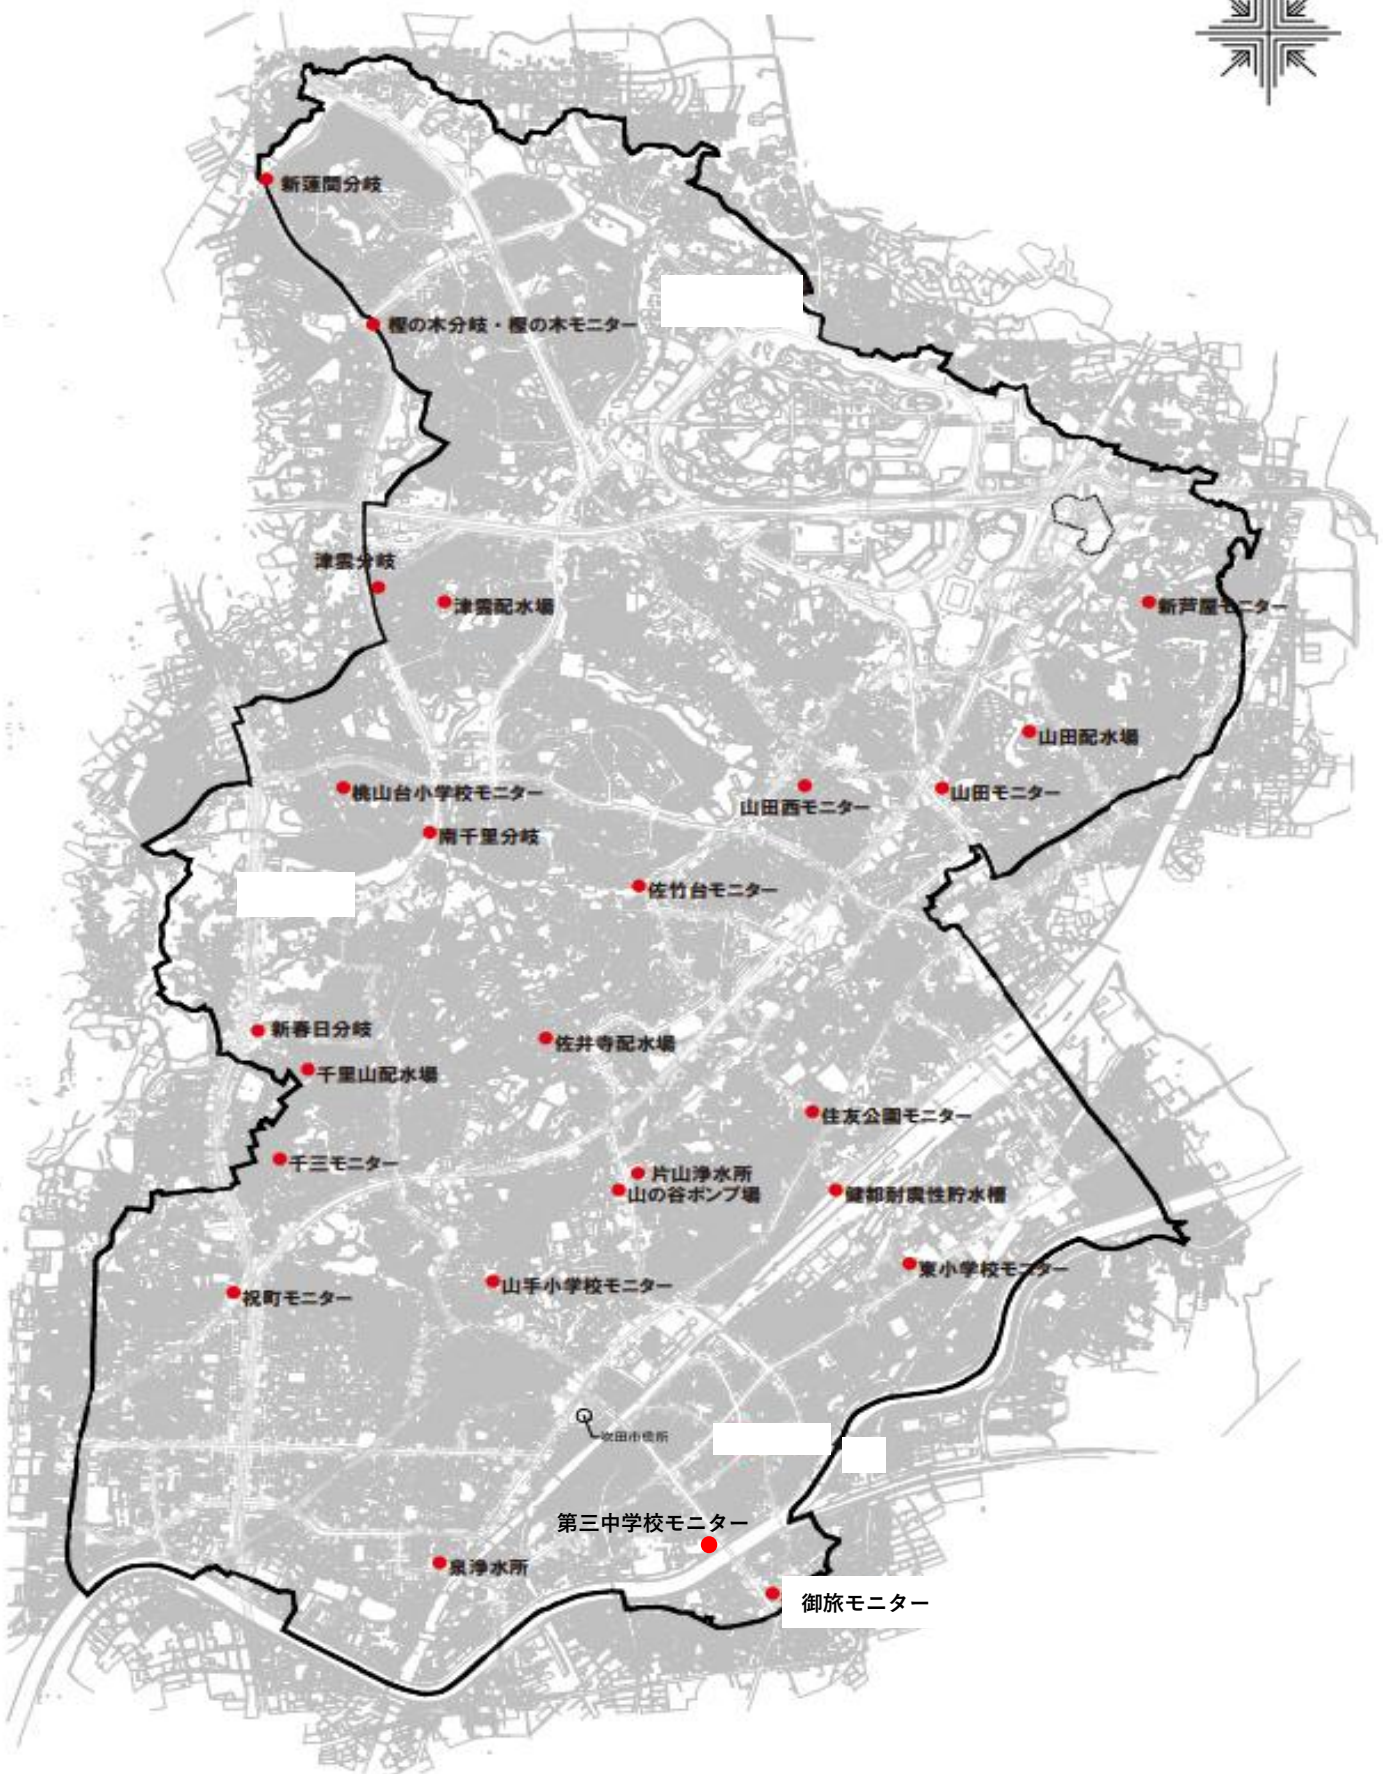 新蓮間分岐
樫の木分岐・樫の木モニター
津雲分岐
津雲配水場
新芦屋モニター
山田配水場
桃山台小学校モニター
山田西モニター
山田モニター
南千里分岐
佐竹台モニター
新春日分岐
佐井寺配水場
千里山配水場
住友公園モニター
千三モニター
片山浄水所
山の谷ポンプ場
健都耐震性貯水槽
東小学校モニター
山手小学校モニター
祝町モニター
吹田市役所
第三中学校モニター
泉浄水所
御旅モニター